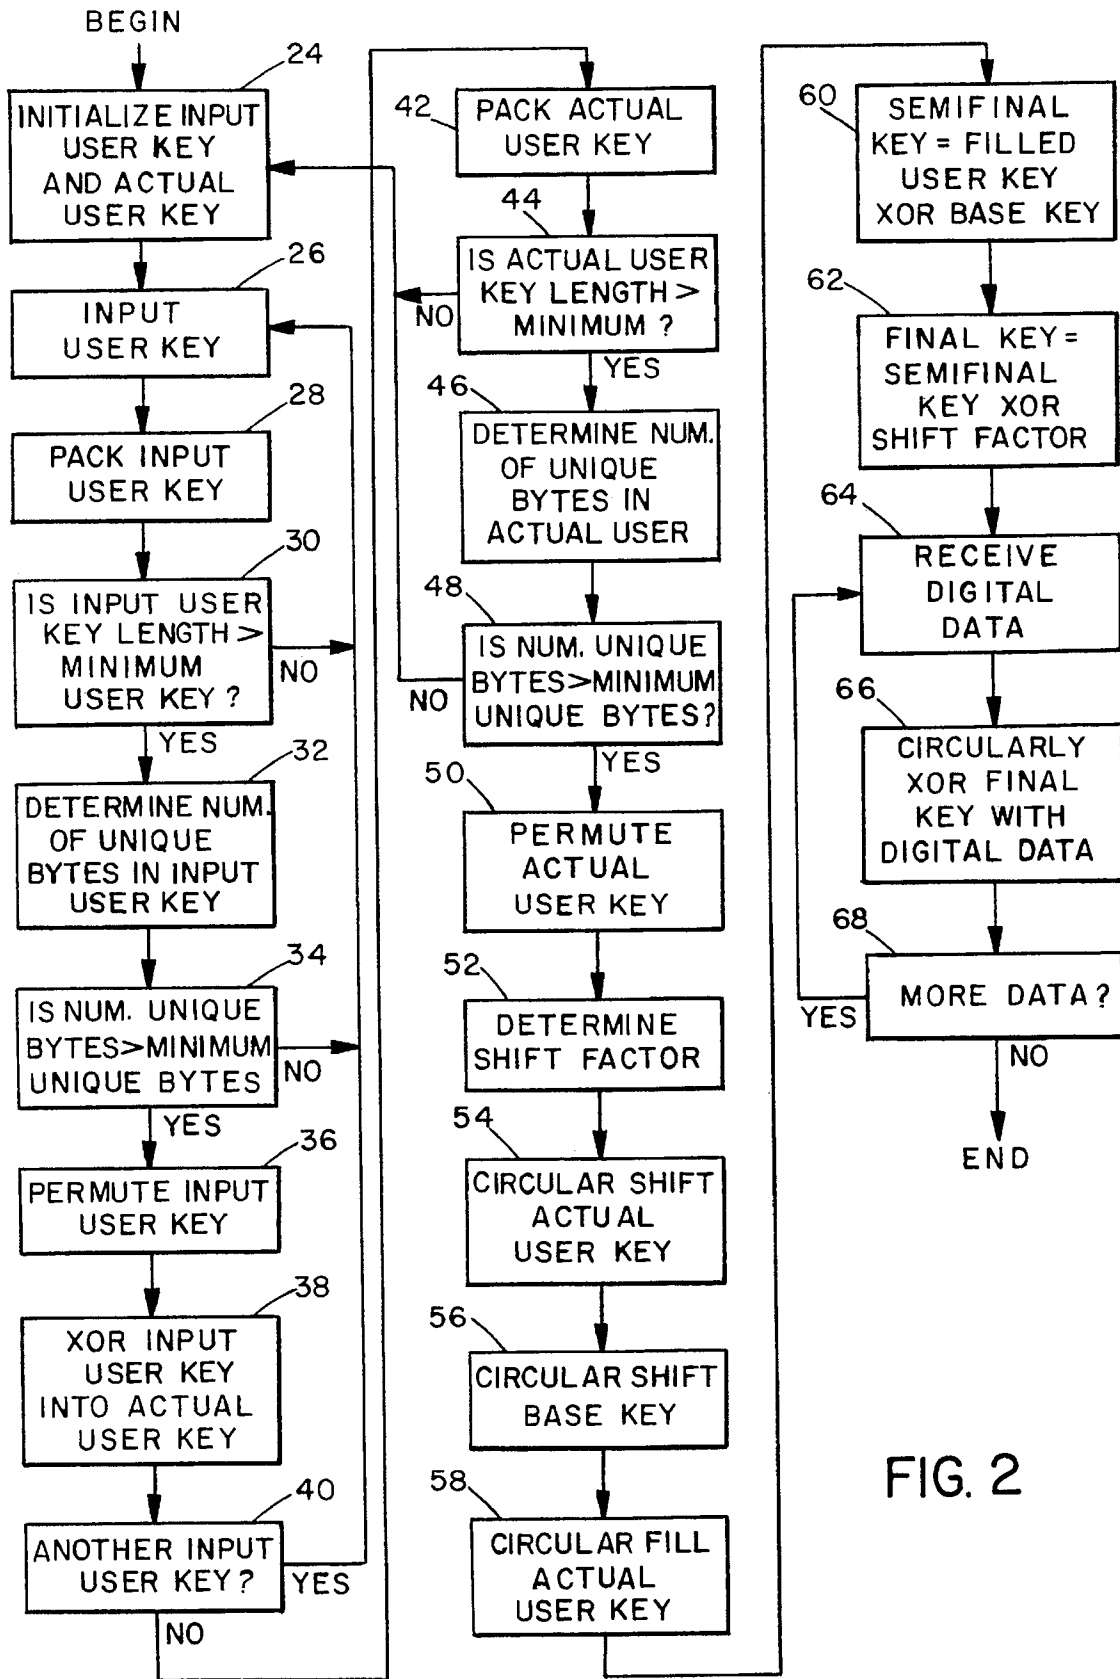 BEGIN
24
INITIALIZE INPUT
USER KEY
AND ACTUAL
USER KEY
26
INPUT
USER KEY
28
PACK INPUT
USER KEY
30
IS INPUT USER
KEY LENGTH >
MINIMUM
USER KEY?
NO
YES
32
DETERMINE NUM.
OF UNIQUE
BYTES IN INPUT
USER KEY
34
IS NUM. UNIQUE
BYTES>MINIMUM
UNIQUE BYTES
NO
YES
36
PERMUTE INPUT
USER KEY
38
XOR INPUT
USER KEY
INTO ACTUAL
USER KEY
40
ANOTHER INPUT
USER KEY?
YES
NO
42
PACK ACTUAL
USER KEY
44
IS ACTUAL USER
KEY LENGTH >
MINIMUM ?
NO
YES
46
DETERMINE NUM.
OF UNIQUE
BYTES IN
ACTUAL USER
48
IS NUM. UNIQUE
BYTES>MINIMUM
UNIQUE BYTES?
NO
YES
50
PERMUTE
ACTUAL
USER KEY
52
DETERMINE
SHIFT FACTOR
54
CIRCULAR SHIFT
ACTUAL
USER KEY
56
CIRCULAR SHIFT
BASE KEY
58
CIRCULAR FILL
ACTUAL
USER KEY
60
SEMIFINAL
KEY = FILLED
USER KEY
XOR BASE KEY
62
FINAL KEY =
SEMIFINAL
KEY XOR
SHIFT FACTOR
64
RECEIVE
DIGITAL
DATA
66
CIRCULARLY
XOR FINAL
KEY WITH
DIGITAL DATA
68
MORE DATA?
YES
NO
END
FIG. 2